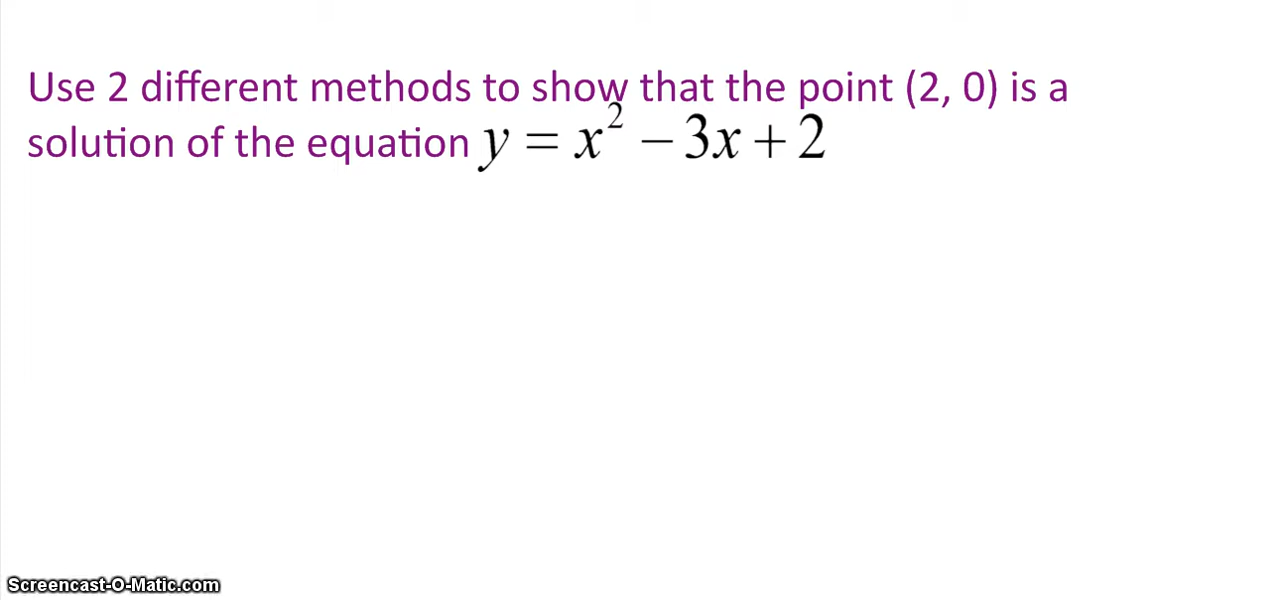 Use 2 different methods to show that the point (2, 0) is a
solution of the equation y = x² − 3x + 2
Screencast-O-Matic.com